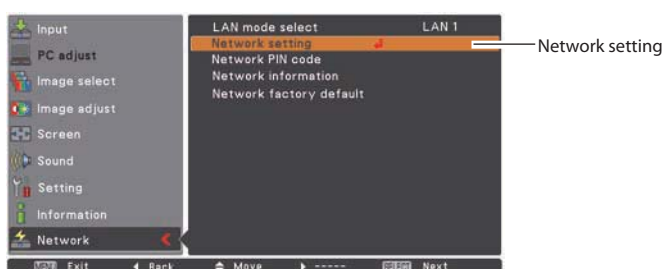 Input
PC adjust
Image select
Image adjust
Screen
Sound
Setting
Information
Network
LAN mode select LAN 1
Network setting
Network PIN code
Network information
Network factory default
Network setting
MENU Exit Back Move ----- SELECT Next